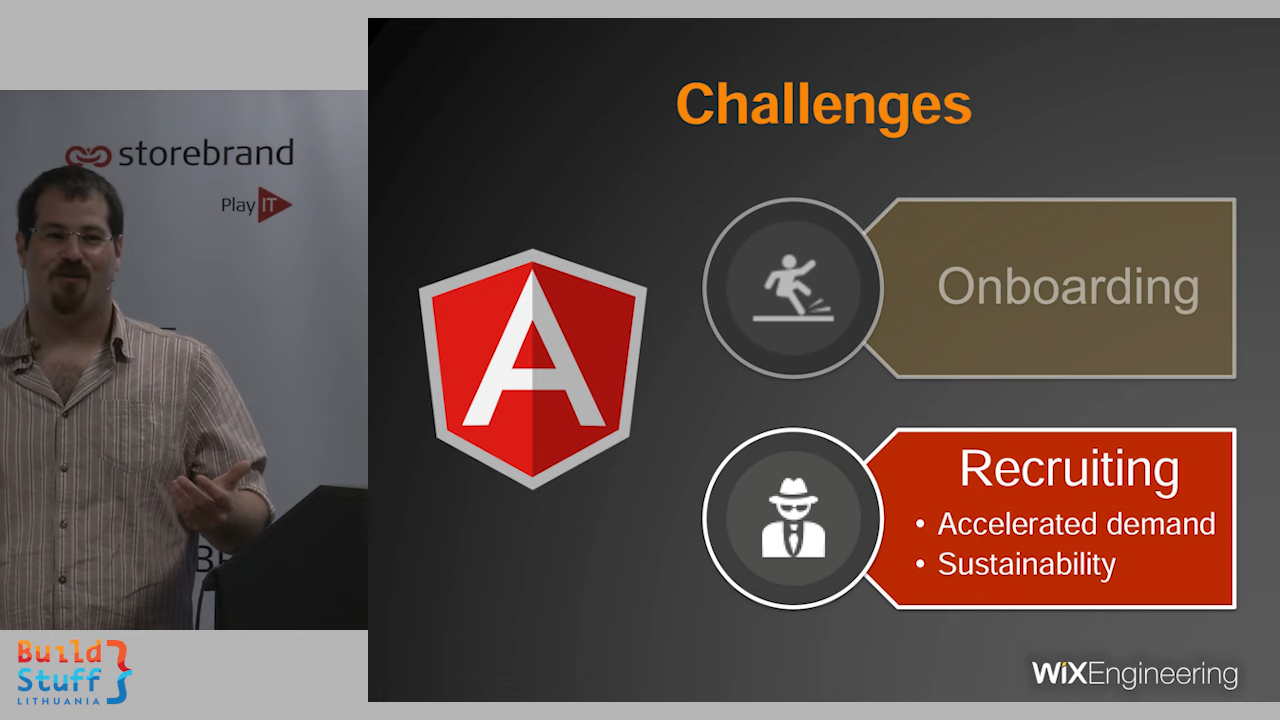 storebrand
Play IT
Build
Stuff
LITHUANIA
Challenges
A
Onboarding
Recruiting
• Accelerated demand
• Sustainability
WiXEngineering